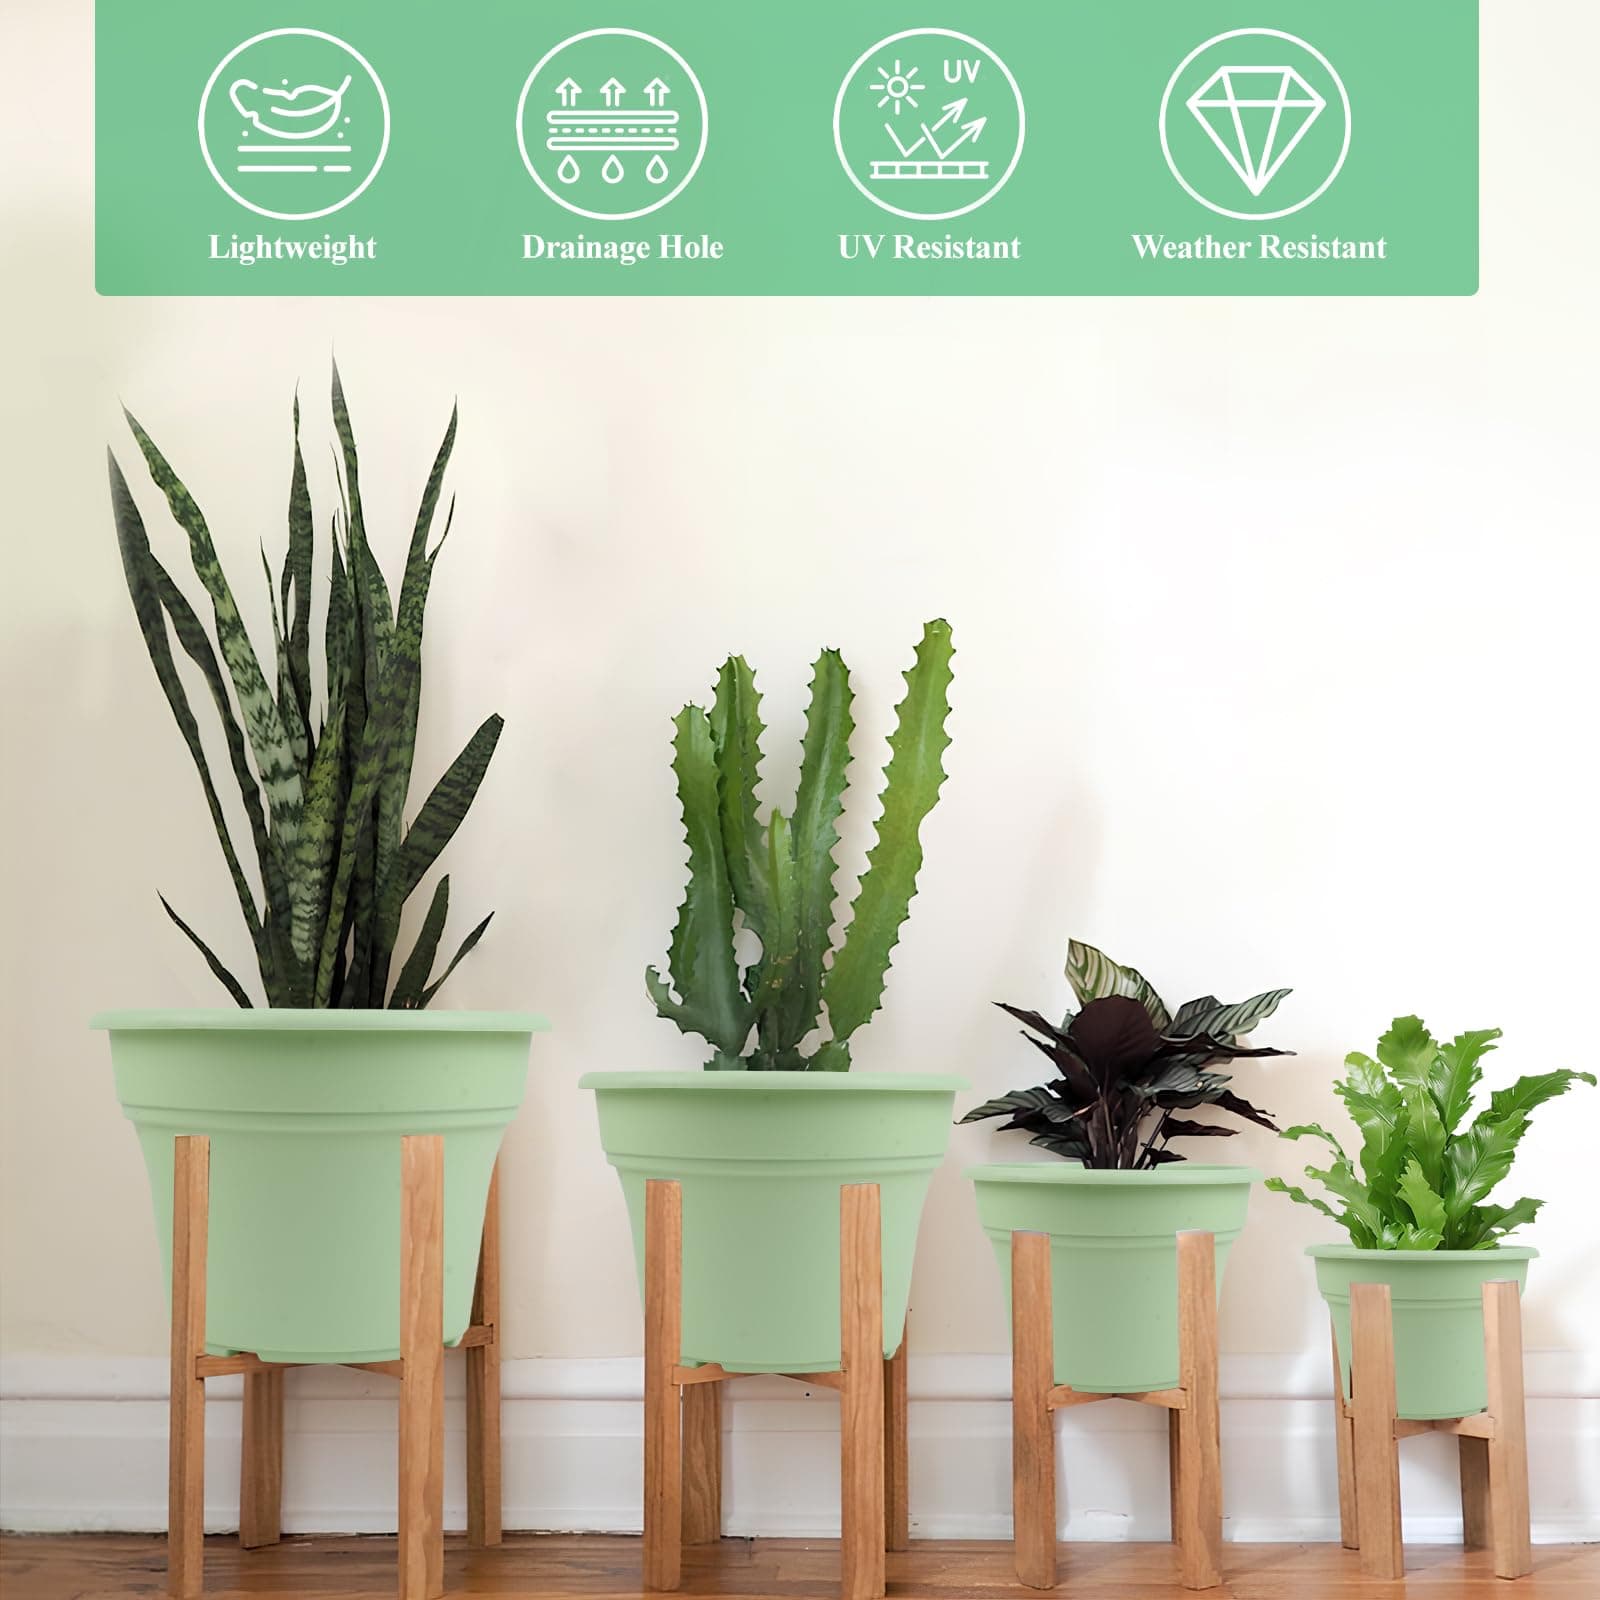 UV
Lightweight
Drainage Hole
UV Resistant
Weather Resistant